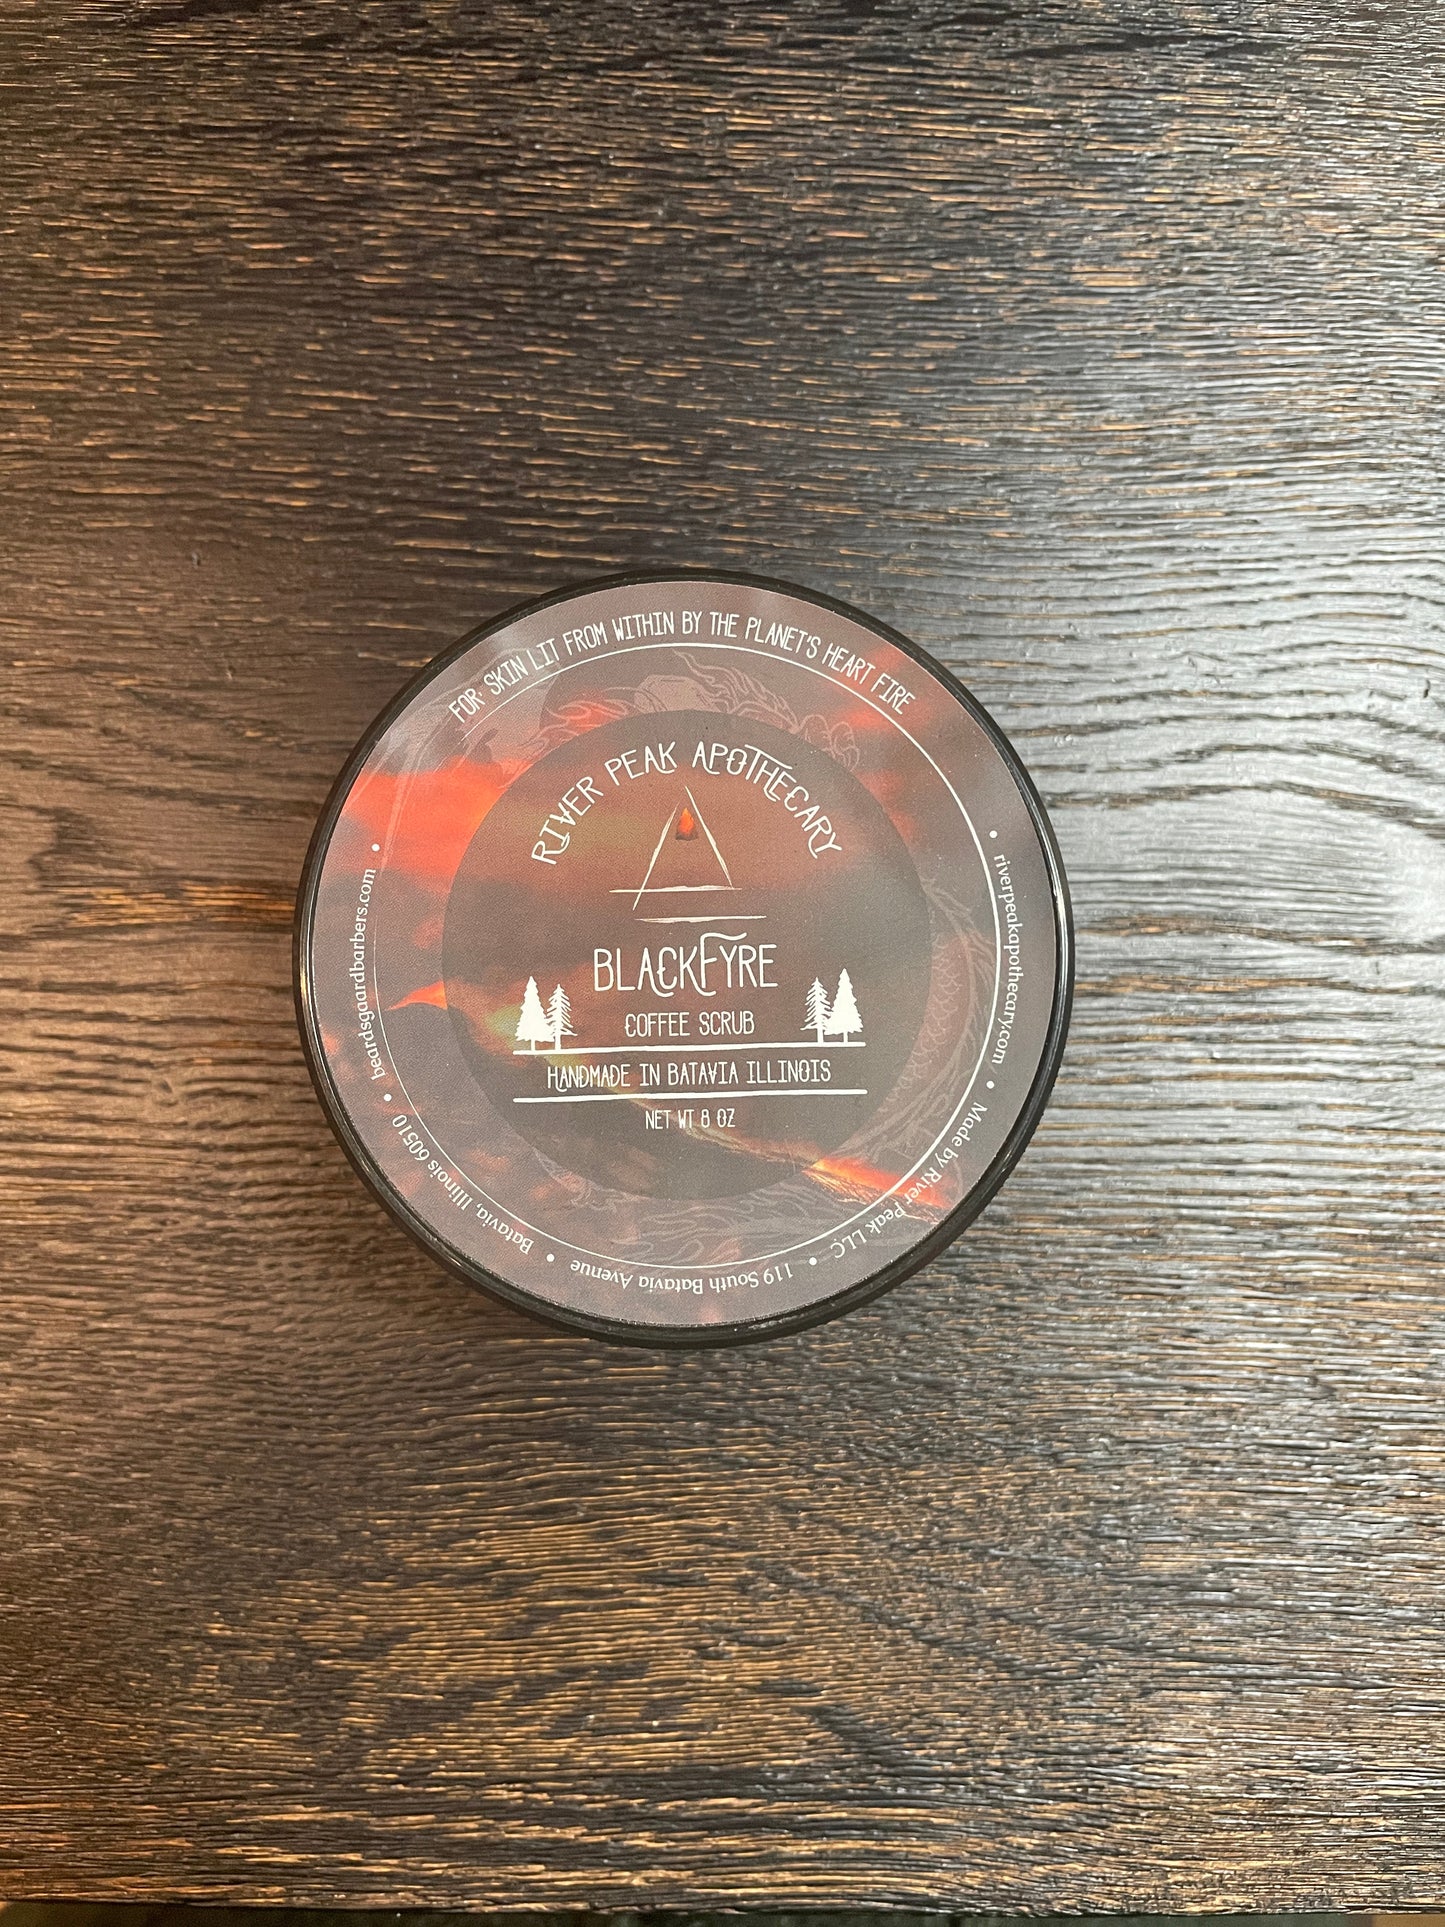 FOR: SKIN LIT FROM WITHIN BY THE PLANET'S HEART FIRE
RIVER PEAK APOTHECARY
BLACKFYRE
COFFEE SCRUB
HANDMADE IN BATAVIA ILLINOIS
NET WT 8 OZ
• riverpeakapothecary.com • Made by River Peak LLC • 119 South Batavia Avenue • Batavia, Illinois 60510 • beardsgaardbarbers.com •